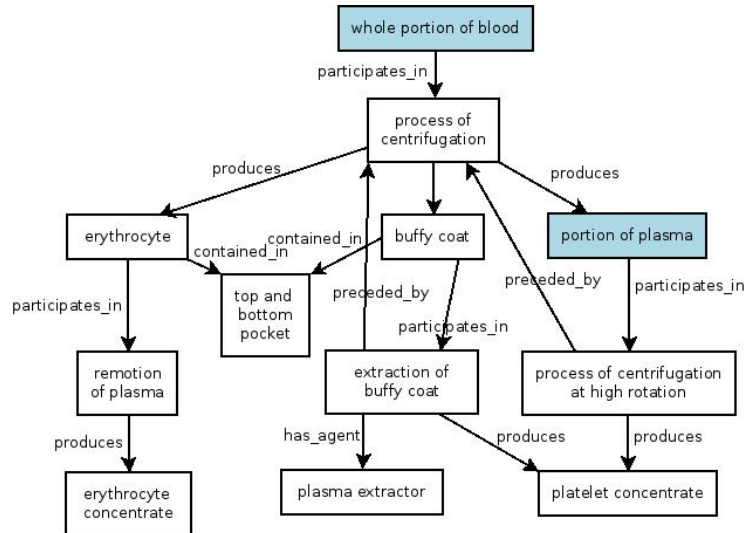 whole portion of blood
participates_in
process of
centrifugation
produces
produces
erythrocyte
buffy coat
portion of plasma
contained_in
contained_in
top and
bottom
pocket
preceded_by
preceded_by
participates_in
participates_in
participates_in
remotion
of plasma
extraction of
buffy coat
process of centrifugation
at high rotation
produces
has_agent
produces
produces
erythrocyte
concentrate
plasma extractor
platelet concentrate